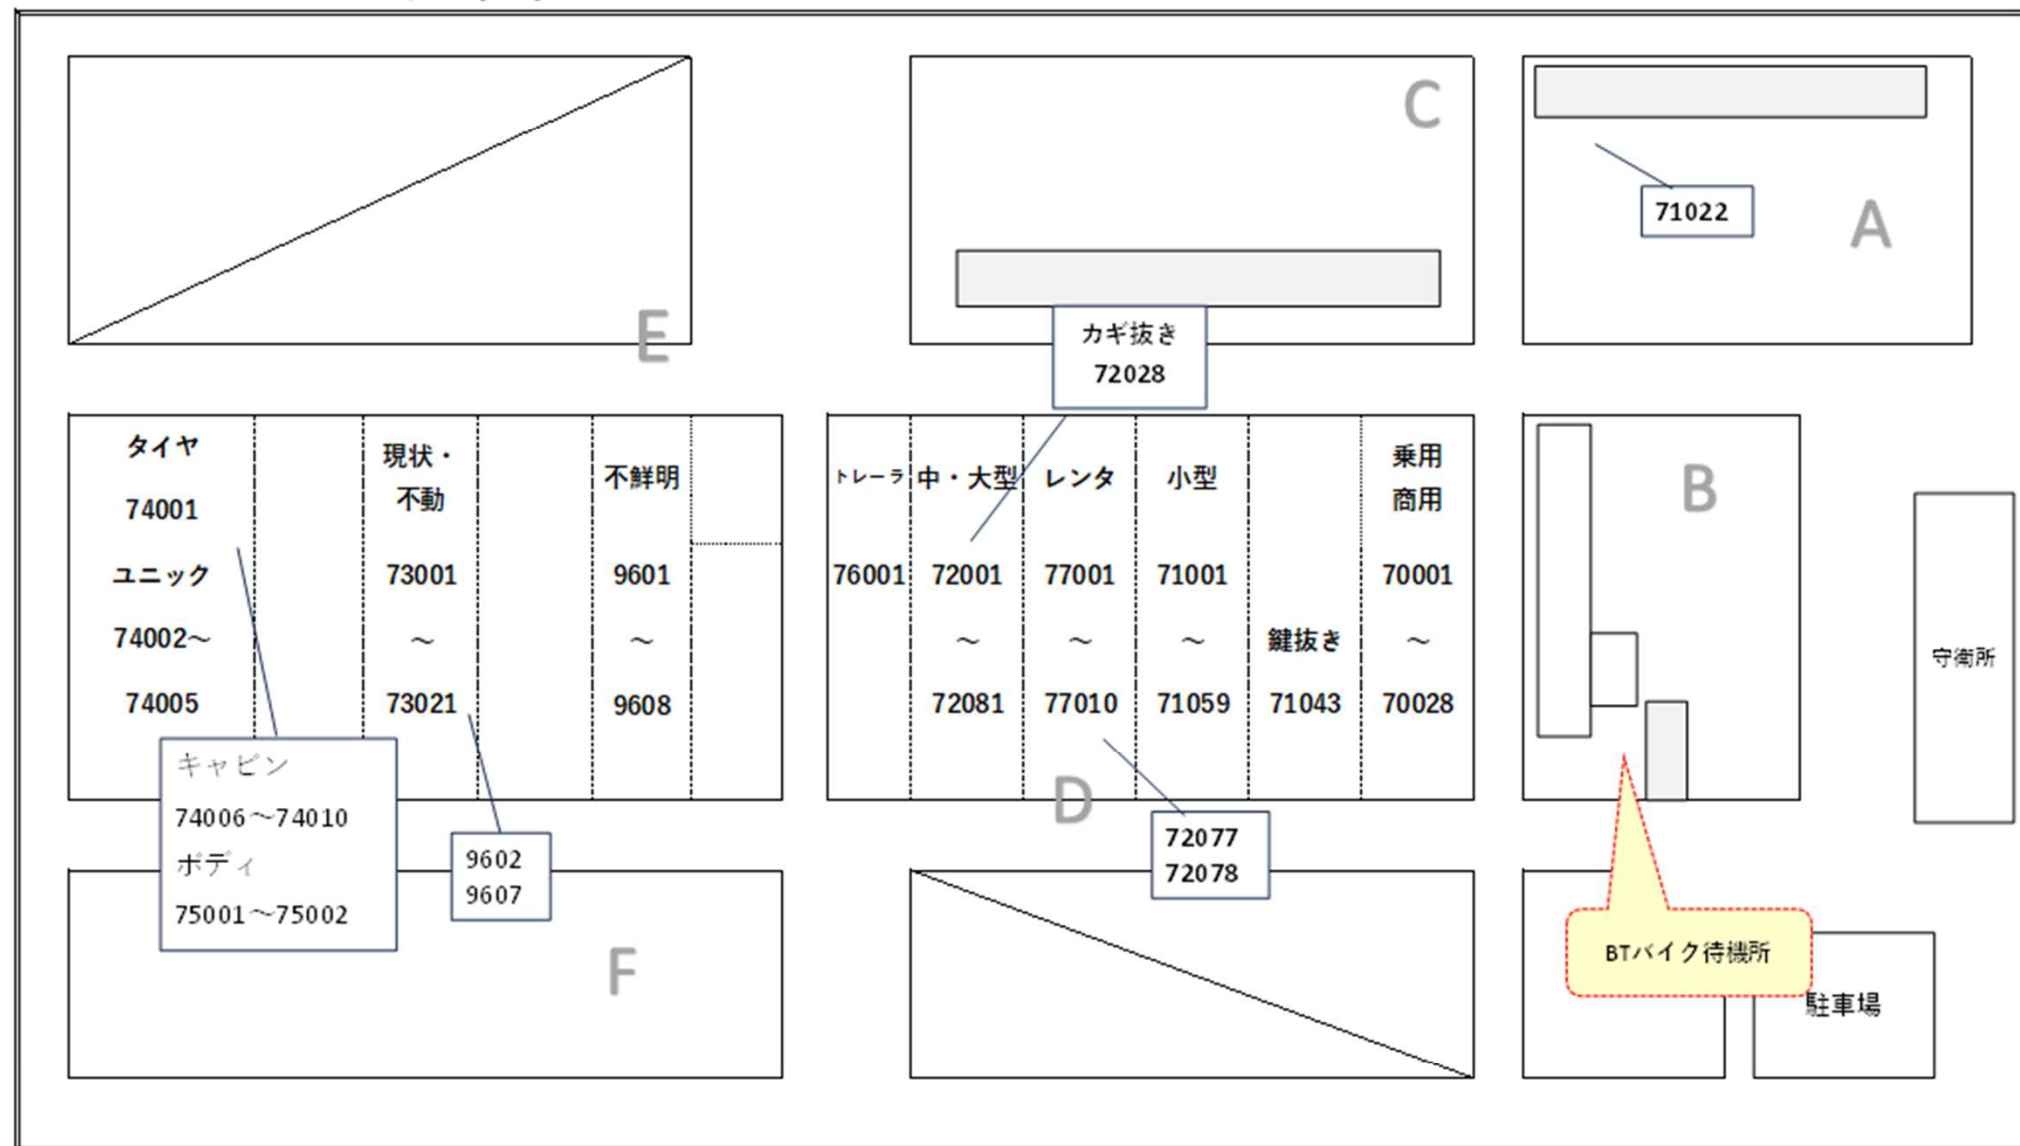 C
A
71022
E
カギ抜き
72028
タイヤ
74001
ユニック
74002～
74005
現状・
不動
73001
～
73021
不鮮明
9601
～
9608
トレーラ
76001
中・大型
72001
～
72081
レンタ
77001
～
77010
小型
71001
～
71059
鍵抜き
71043
乗用
商用
70001
～
70028
B
守衛所
キャビン
74006～74010
ボディ
75001～75002
9602
9607
D
72077
72078
F
BTバイク待機所
駐車場